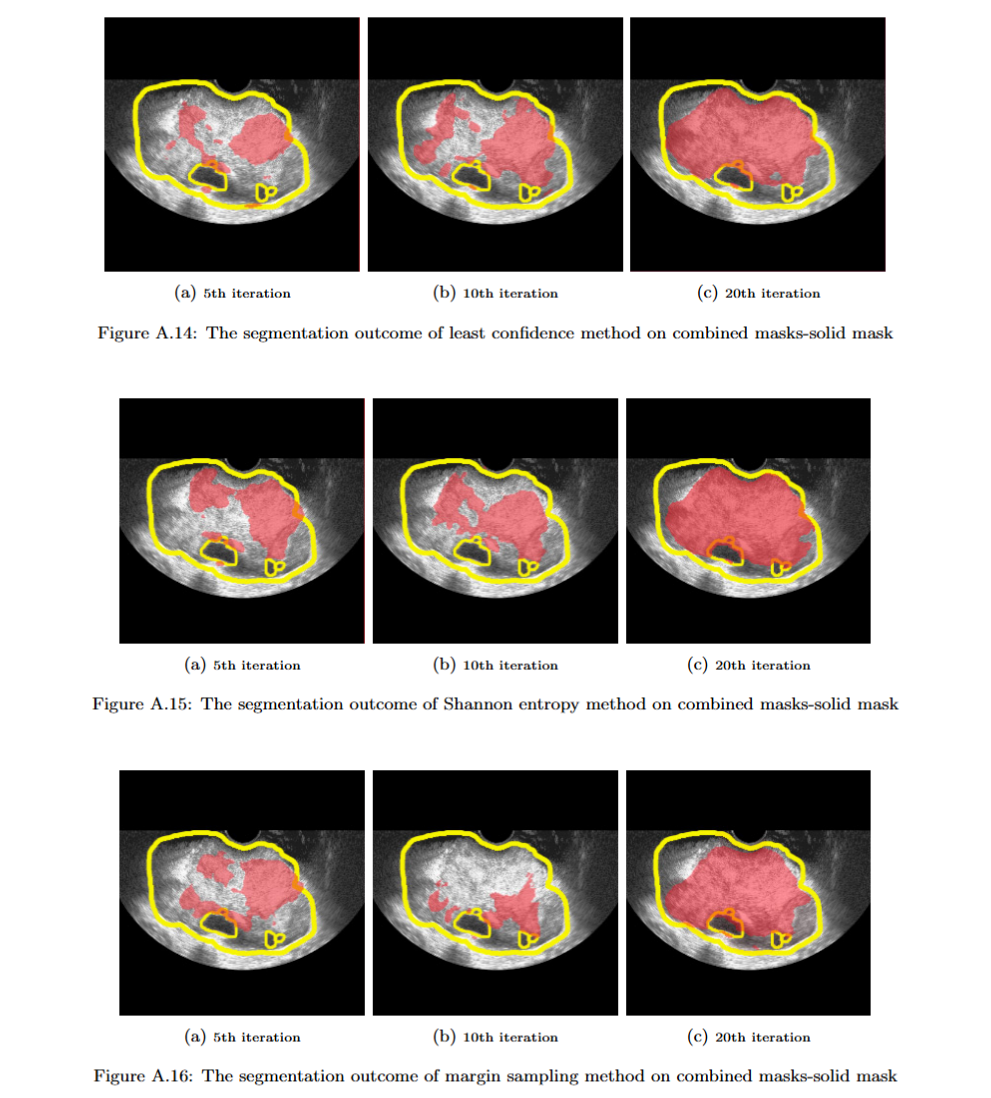 (a) 5th iteration
(b) 10th iteration
(c) 20th iteration
Figure A.14: The segmentation outcome of least confidence method on combined masks-solid mask
(a) 5th iteration
(b) 10th iteration
(c) 20th iteration
Figure A.15: The segmentation outcome of Shannon entropy method on combined masks-solid mask
(a) 5th iteration
(b) 10th iteration
(c) 20th iteration
Figure A.16: The segmentation outcome of margin sampling method on combined masks-solid mask